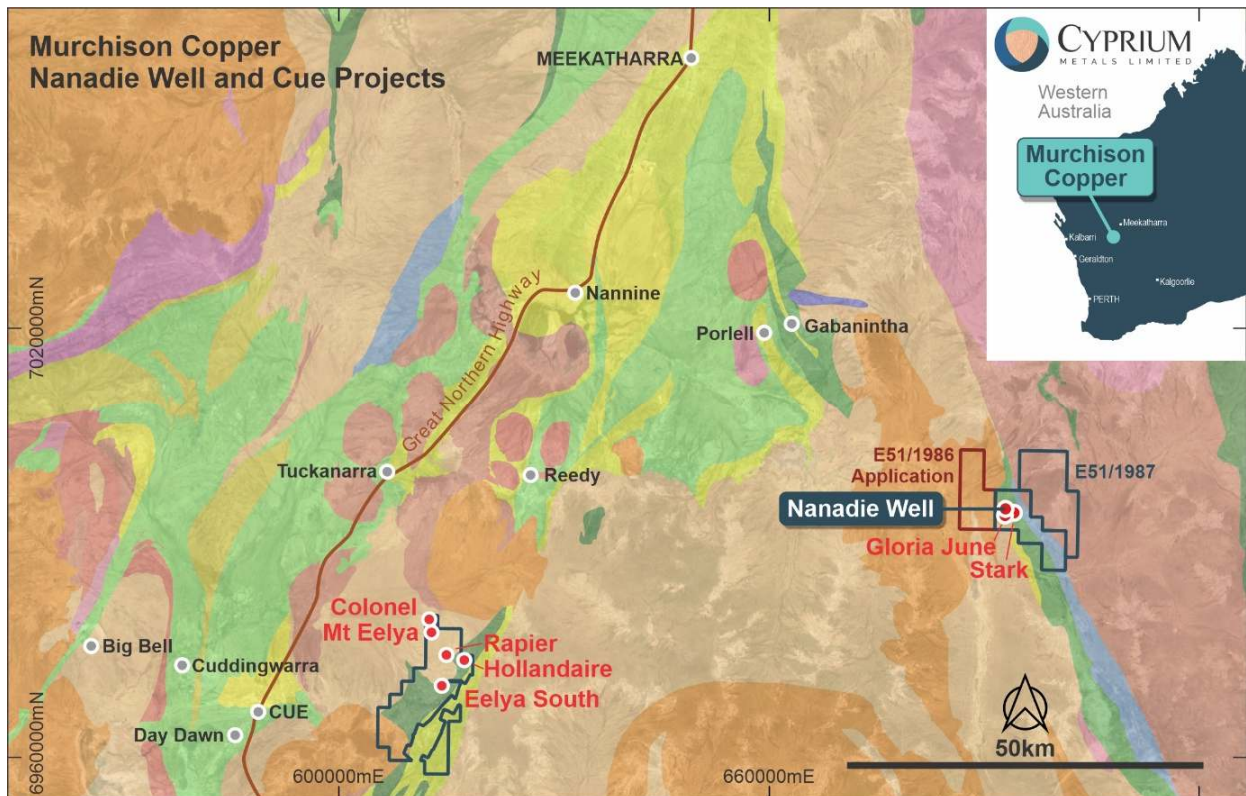 Murchison Copper
Nanadie Well and Cue Projects
MEEKATHARRA
CYPRIUM
METALS LIMITED
Western
Australia
Murchison
Copper
Meekatharra
Kalbarri
Geraldton
Kalgoorlie
PERTH
7020000mN
Great Northern Highway
Nannine
Porlell
Gabanintha
Tuckanarra
Reedy
E51/1986
Application
E51/1987
Nanadie Well
Gloria June
Stark
Colonel
Mt Eelya
Rapier
Hollandaire
Eelya South
Big Bell
Cuddingwarra
CUE
Day Dawn
6960000mN
600000mE
660000mE
50km